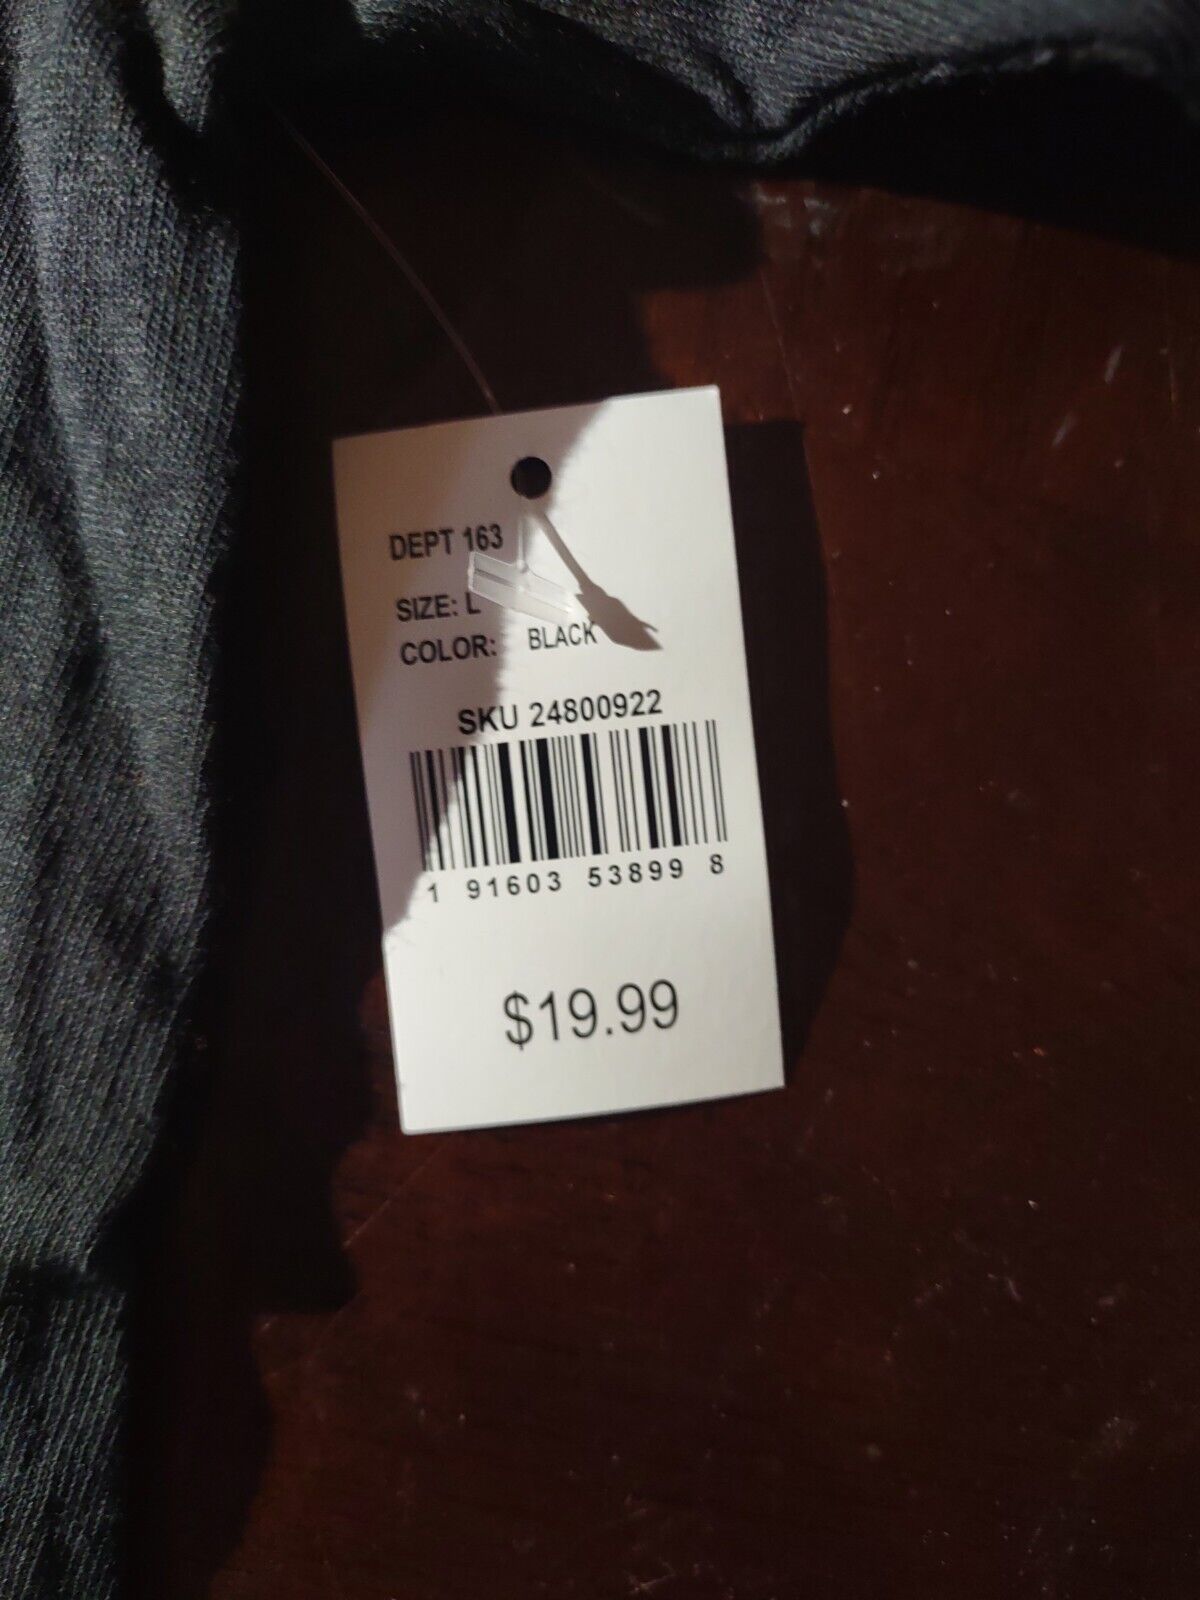 DEPT 163
SIZE: L
COLOR: BLACK
SKU 24800922
1 91603 53899 8
$19.99